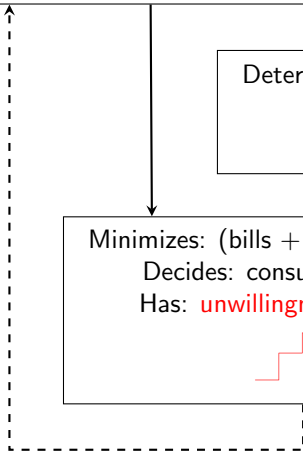 Deter
Minimizes: (bills +
Decides: consu
Has: unwillingn